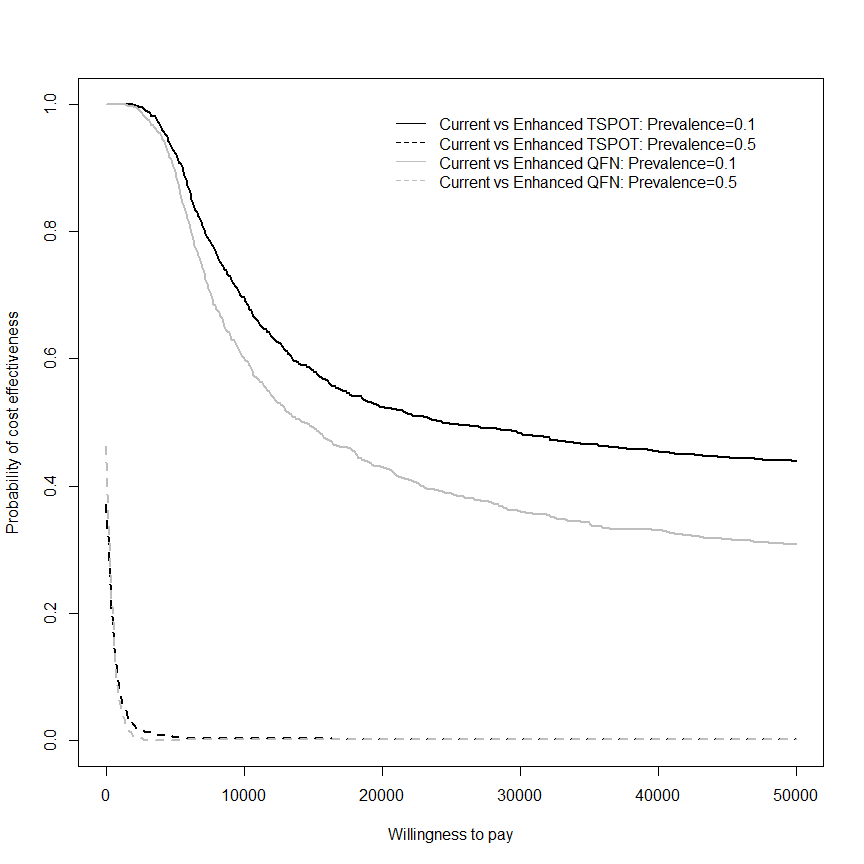 Current vs Enhanced TSPOT: Prevalence=0.1
Current vs Enhanced TSPOT: Prevalence=0.5
Current vs Enhanced QFN: Prevalence=0.1
Current vs Enhanced QFN: Prevalence=0.5
Probability of cost effectiveness
1.0
0.8
0.6
0.4
0.2
0.0
0 10000 20000 30000 40000 50000
Willingness to pay